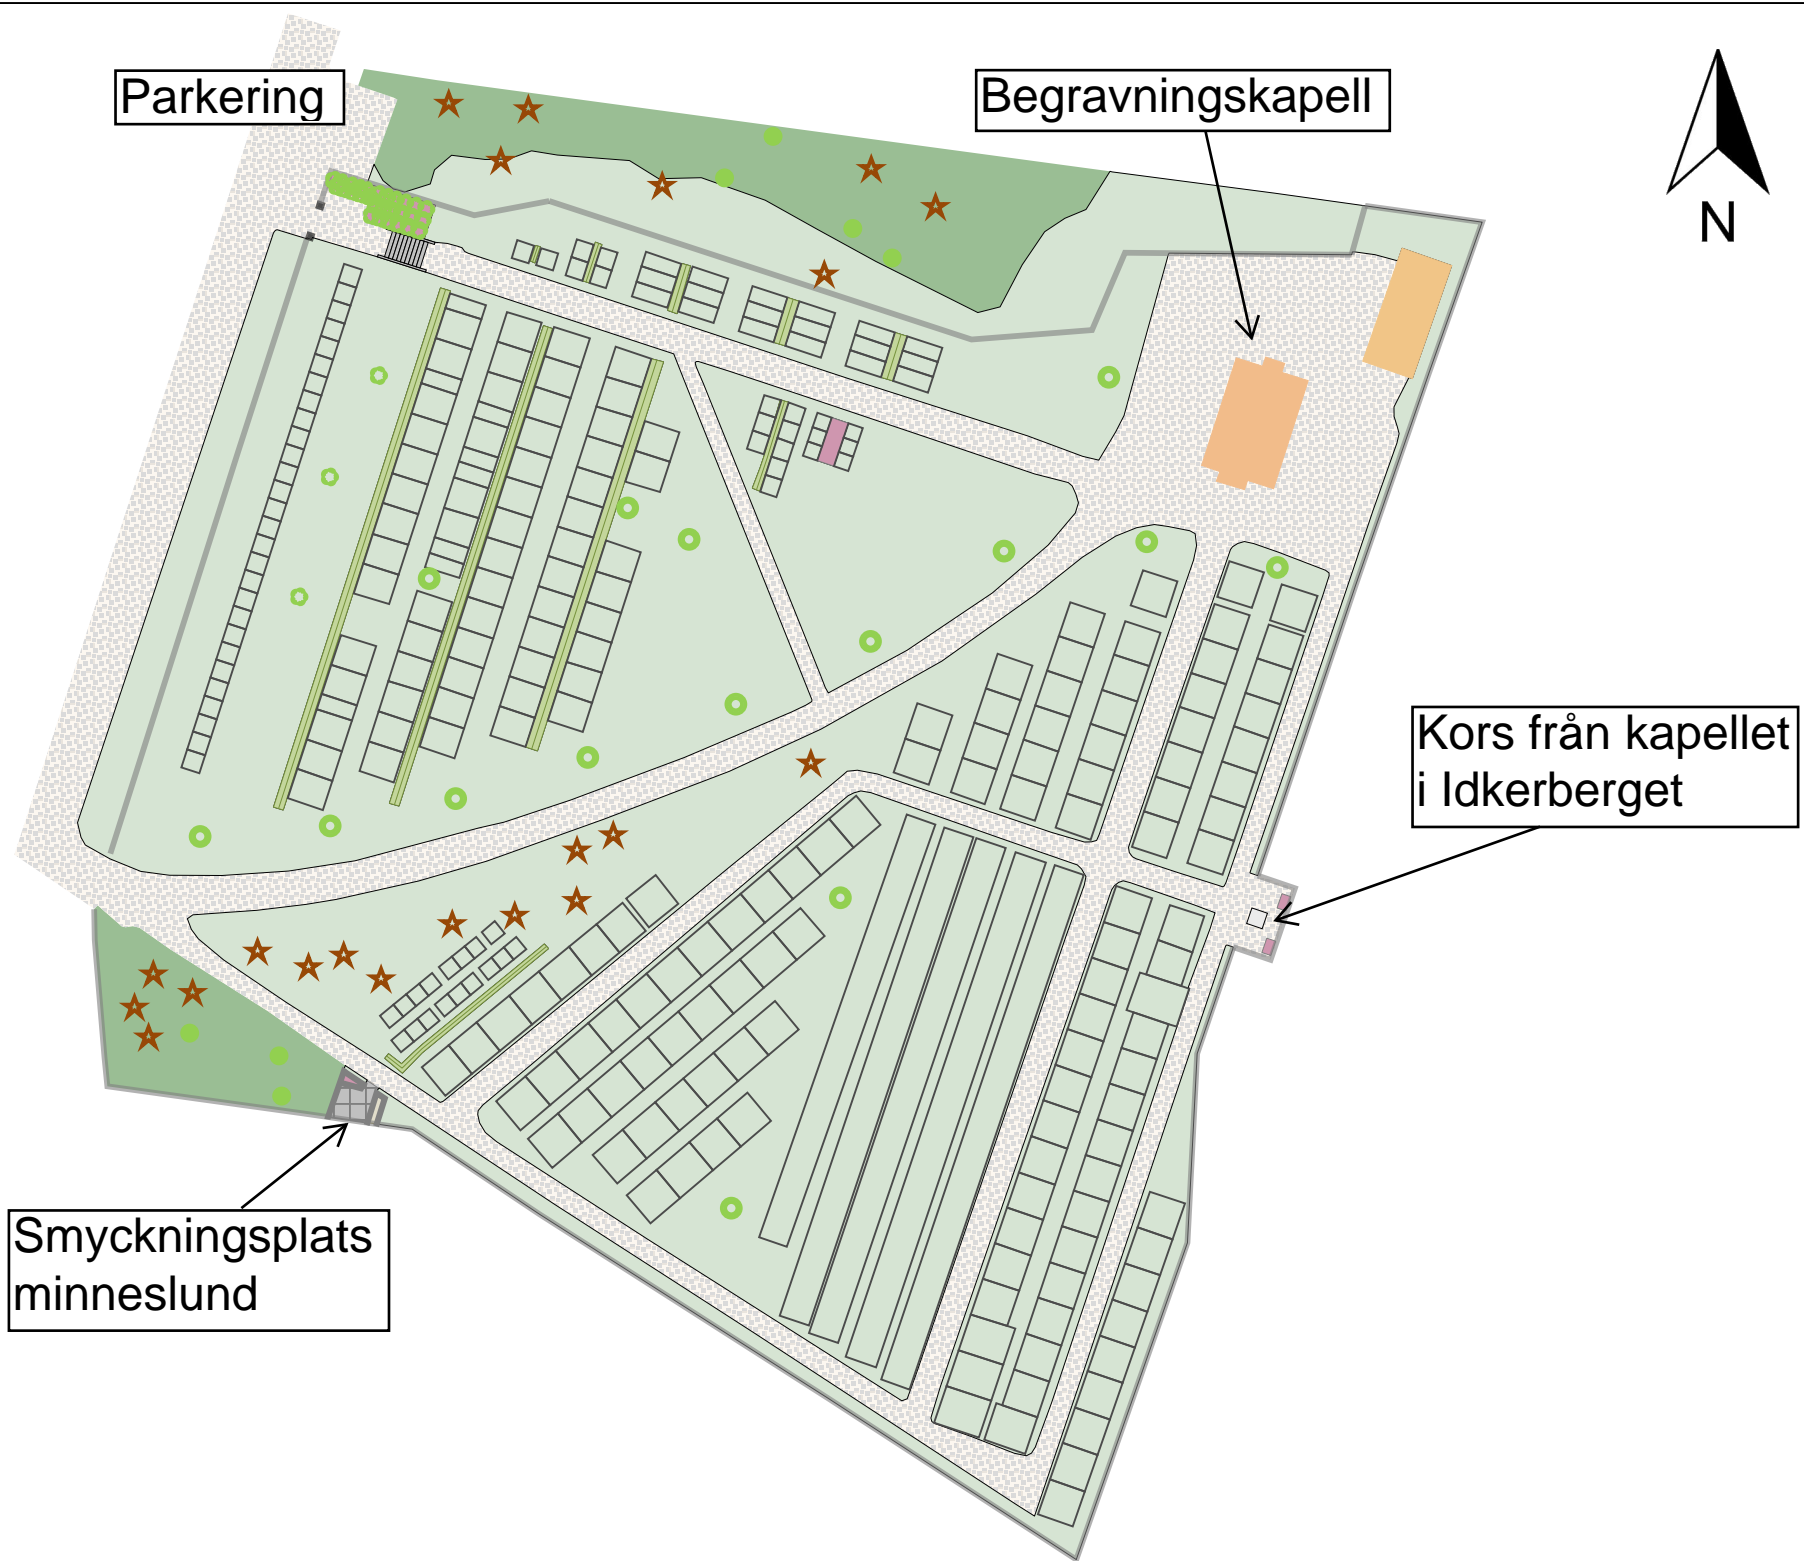 Parkering
Begravningskapell
N
Kors från kapellet
i Idkerberget
Smyckningsplats
minneslund